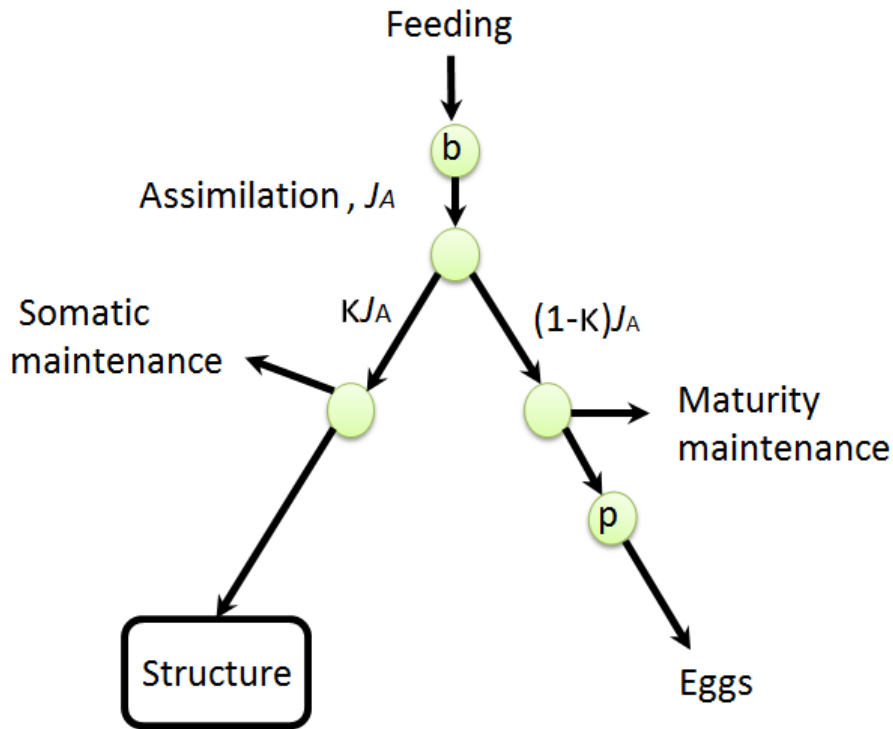 Feeding
b
Assimilation , JA
κJA
(1-κ)JA
Somatic
maintenance
Maturity
maintenance
p
Structure
Eggs